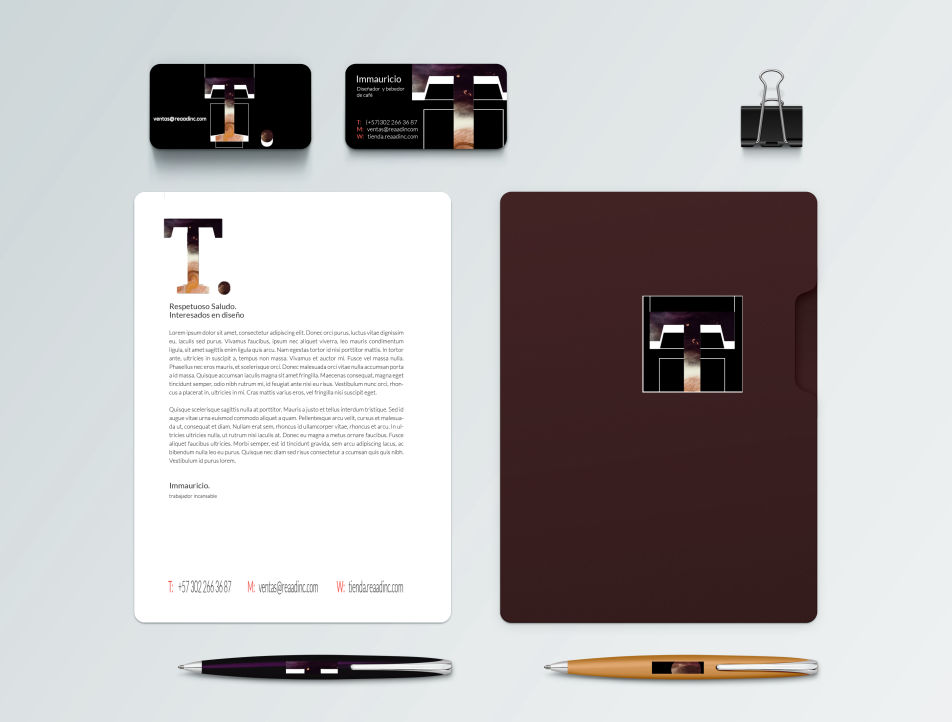 ventas@reaadinc.com
Immauricio
Diseñador y bebedor
de café
T: (+57)302 266 36 87
M: ventas@reaadincom
W: tienda.reaadinc.com
T.
Respetuoso Saludo.
Interesados en diseño
Lorem ipsum dolor sit amet, consectetur adipiscing elit. Donec orci purus, luctus vitae dignissim
eu, iaculis sed purus. Vivamus faucibus, ipsum nec aliquet viverra, leo mauris condimentum
ligula, sit amet sagittis enim ligula quis arcu. Nam egestas tortor id nisi porttitor mattis. In tortor
ante, ultricies in suscipit a, tempus non massa. Vivamus et auctor mi. Fusce vel massa nulla.
Phasellus nec eros mauris, et scelerisque orci. Donec malesuada orci vitae nulla accumsan porta
a id massa. Quisque accumsan iaculis magna sit amet fringilla. Maecenas consequat, magna eget
tincidunt semper, odio nibh rutrum mi, id feugiat ante nisi eu risus. Vestibulum nunc orci, rhon-
cus a placerat in, ultricies in mi. Cras mattis varius eros, vel fringilla nisi suscipit eget.
Quisque scelerisque sagittis nulla at porttitor. Mauris a justo et tellus interdum tristique. Sed id
augue vitae urna euismod commodo aliquet a quam. Pellentesque arcu velit, cursus et malesua-
da ut, consequat et diam. Nullam erat sem, rhoncus id ullamcorper vitae, rhoncus et arcu. In ul-
tricies ultricies nulla, ut rutrum nisi iaculis at. Donec eu magna a metus ornare faucibus. Fusce
aliquet faucibus ultricies. Morbi semper, est id tincidunt gravida, sem arcu adipiscing lacus, ac
bibendum nulla leo eu purus. Quisque nec diam sed risus consectetur a ccumsan quis quis nibh.
Vestibulum id purus lorem.
Immauricio.
trabajador incansable
T: +57 302 266 36 87 M: ventas@reaadinc.com W: tienda.reaadinc.com